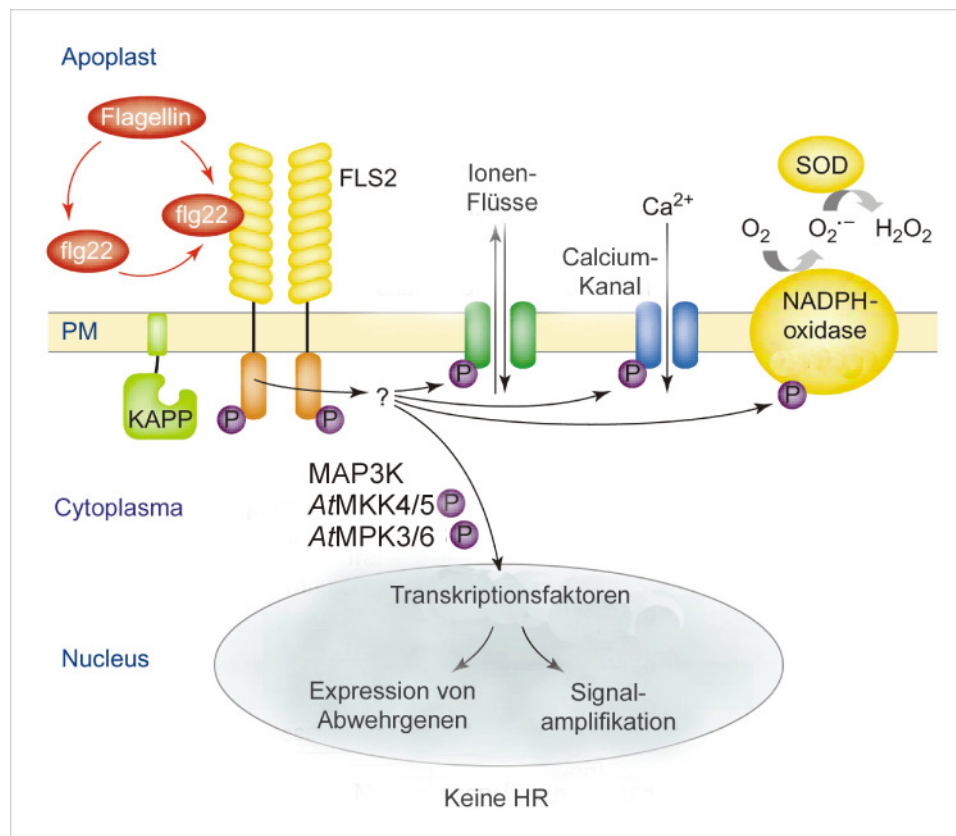 Apoplast
Flagellin
flg22
flg22
FLS2
Ionen-
Flüsse
Ca²⁺
Calcium-
Kanal
SOD
O₂
O₂·⁻
H₂O₂
NADPH-
oxidase
PM
KAPP
P
P
?
P
P
P
Cytoplasma
MAP3K
AtMKK4/5 P
AtMPK3/6 P
Nucleus
Transkriptionsfaktoren
Expression von
Abwehrgenen
Signal-
amplifikation
Keine HR